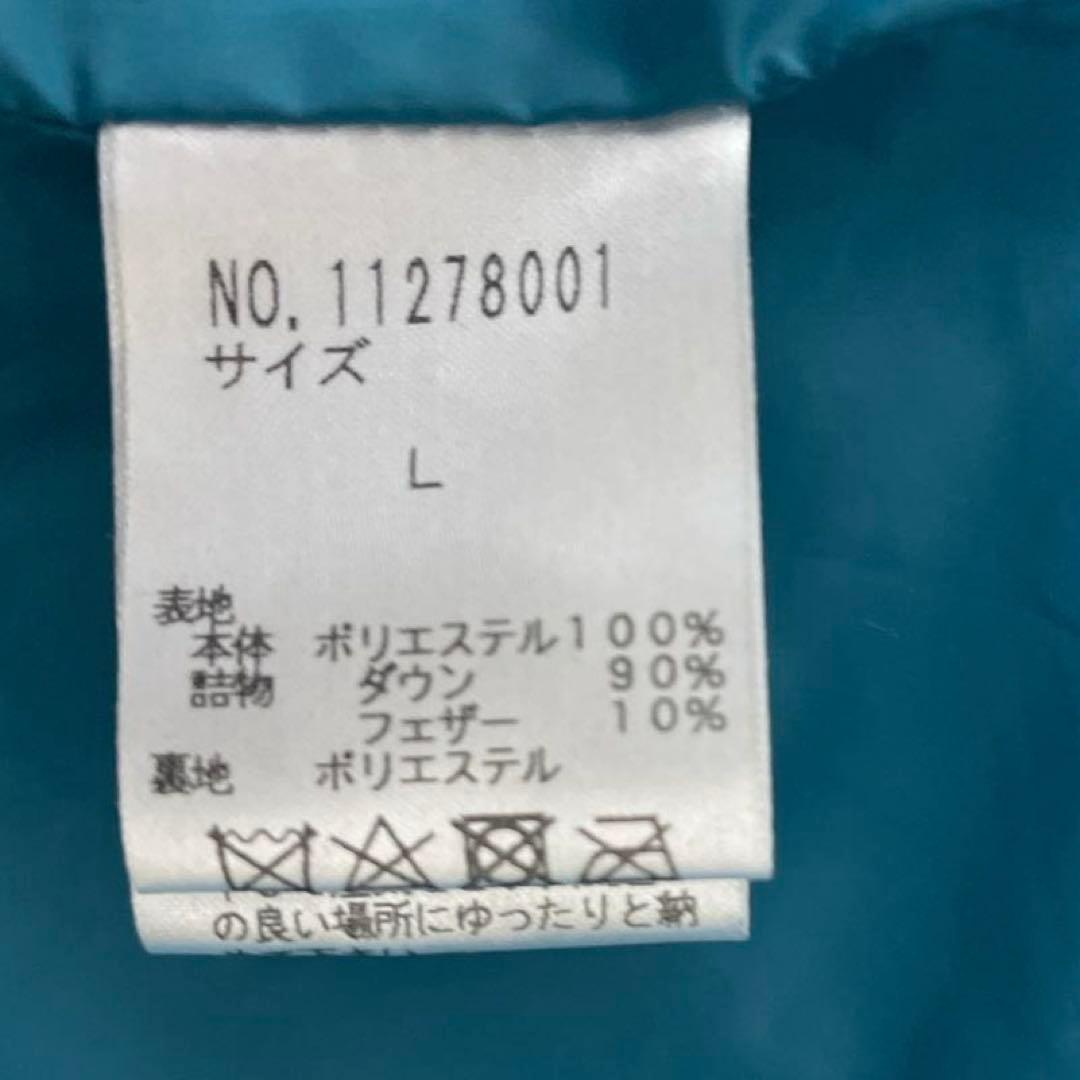 NO.11278001
サイズ
L
表地
本体 ポリエステル100%
詰物 ダウン 90%
フェザー 10%
裏地 ポリエステル
の良い場所にゆったりと納